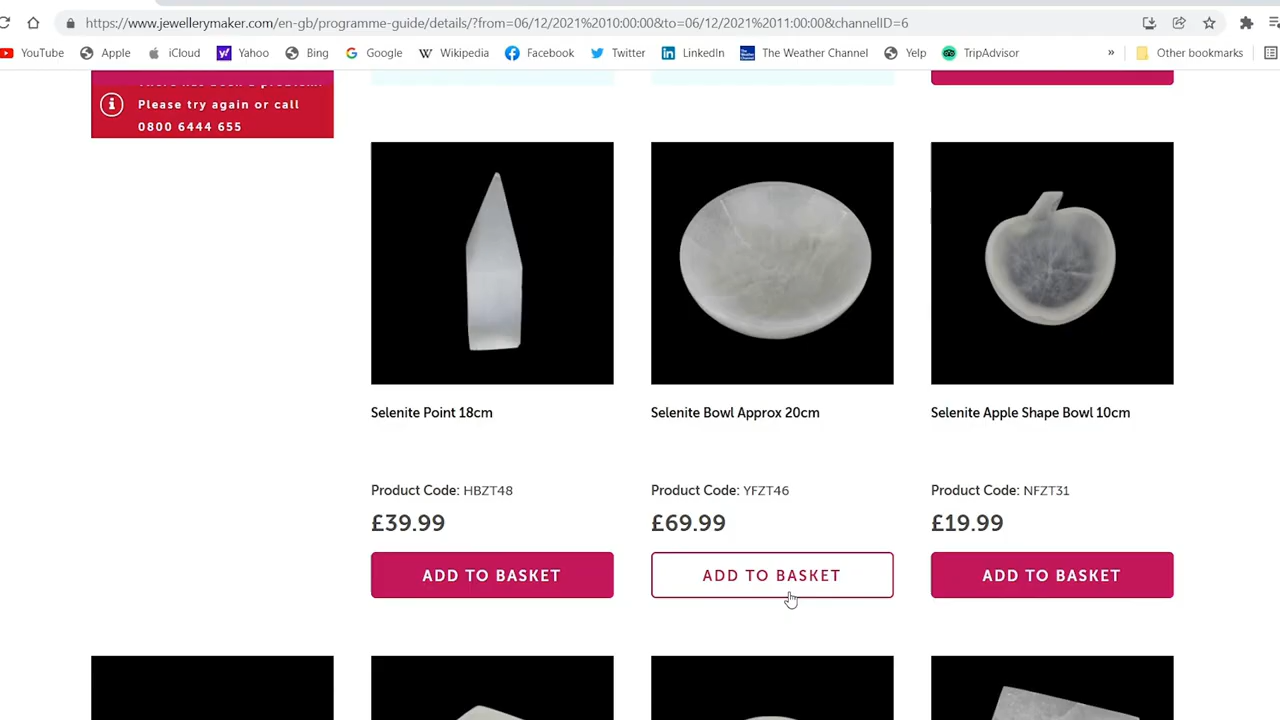 https://www.jewellerymaker.com/en-gb/programme-guide/details/?from=06/12/2021%2010:00:00&to=06/12/2021%2011:00:00&channelID=6
YouTube Apple iCloud Yahoo Bing Google Wikipedia Facebook Twitter LinkedIn The Weather Channel Yelp TripAdvisor » Other bookmarks
Please try again or call
0800 6444 655
Selenite Point 18cm
Product Code: HBZT48
£39.99
ADD TO BASKET
Selenite Bowl Approx 20cm
Product Code: YFZT46
£69.99
ADD TO BASKET
Selenite Apple Shape Bowl 10cm
Product Code: NFZT31
£19.99
ADD TO BASKET